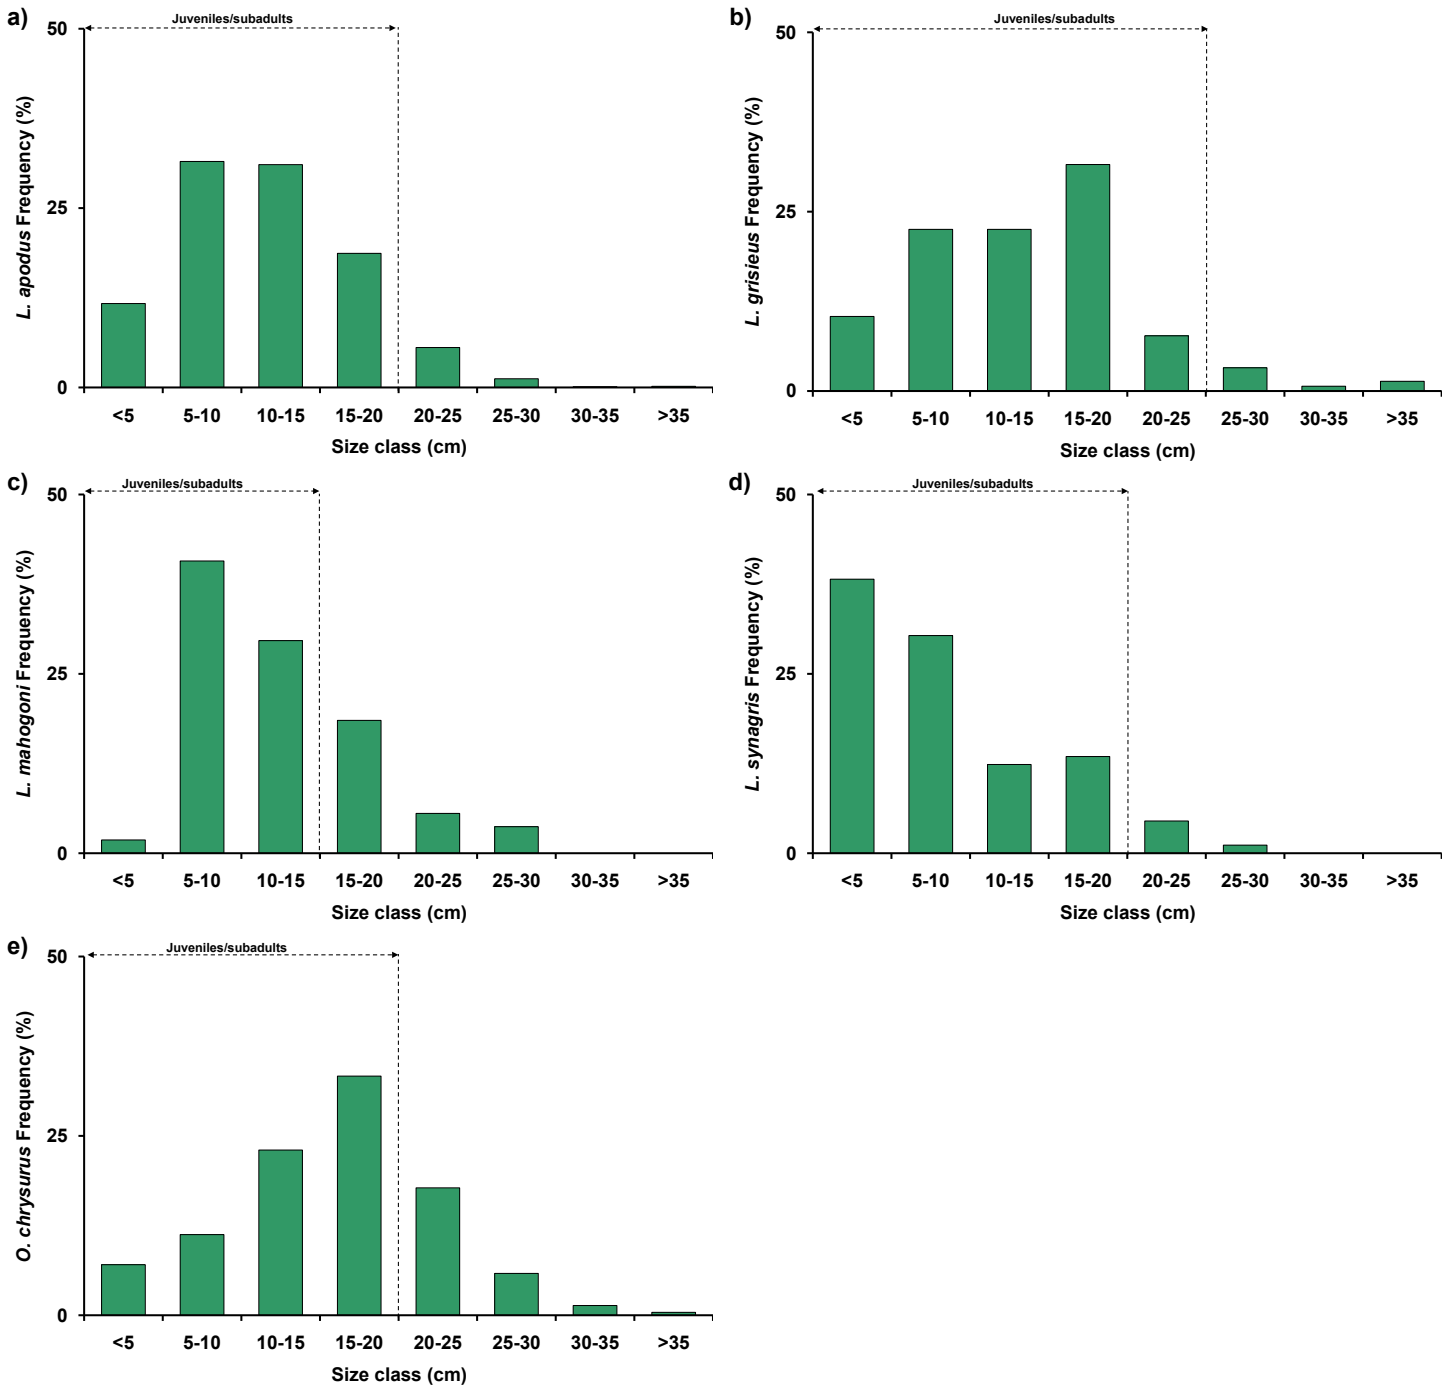 a)
Juveniles/subadults
50
25
0
L. apodus Frequency (%)
<5 5-10 10-15 15-20 20-25 25-30 30-35 >35
Size class (cm)
b)
Juveniles/subadults
50
25
0
L. grisieus Frequency (%)
<5 5-10 10-15 15-20 20-25 25-30 30-35 >35
Size class (cm)
c)
Juveniles/subadults
50
25
0
L. mahogoni Frequency (%)
<5 5-10 10-15 15-20 20-25 25-30 30-35 >35
Size class (cm)
d)
Juveniles/subadults
50
25
0
L. synagris Frequency (%)
<5 5-10 10-15 15-20 20-25 25-30 30-35 >35
Size class (cm)
e)
Juveniles/subadults
50
25
0
O. chrysurus Frequency (%)
<5 5-10 10-15 15-20 20-25 25-30 30-35 >35
Size class (cm)